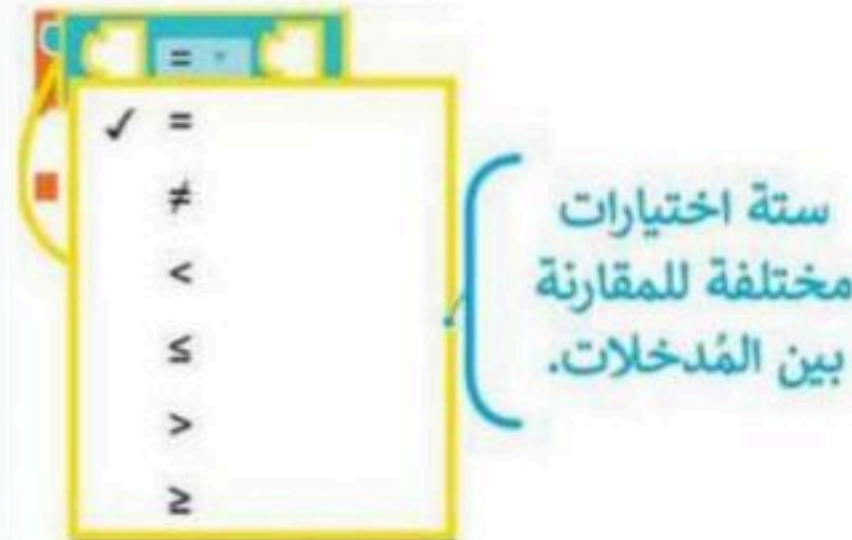 =
✓ =
≠
<
≤
>
≥
ستة اختيارات
مختلفة للمقارنة
بين المُدخلات.